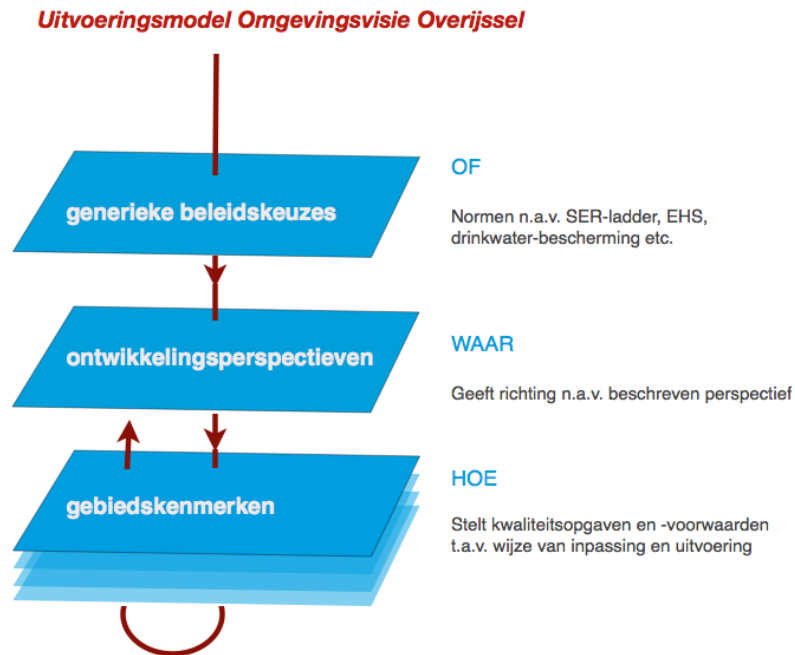 Uitvoeringsmodel Omgevingsvisie Overijssel
generieke beleidskeuzes
OF
Normen n.a.v. SER-ladder, EHS,
drinkwater-bescherming etc.
ontwikkelingsperspectieven
WAAR
Geeft richting n.a.v. beschreven perspectief
gebiedskenmerken
HOE
Stelt kwaliteitsopgaven en -voorwaarden
t.a.v. wijze van inpassing en uitvoering